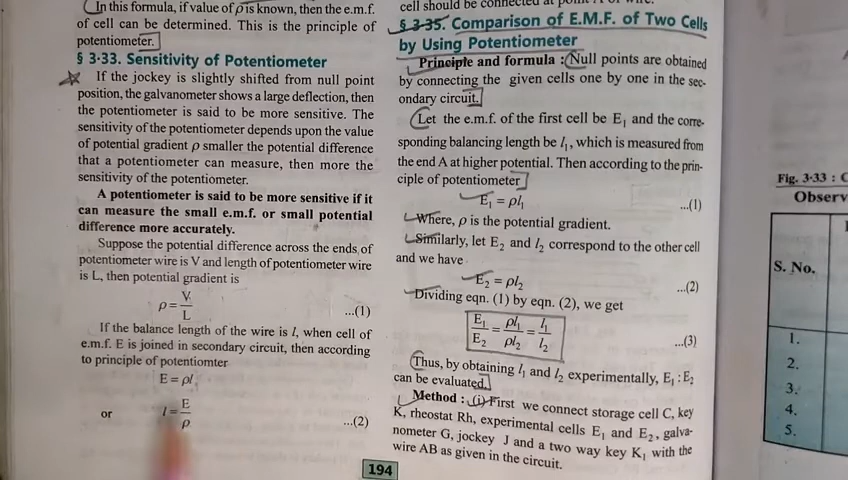 In this formula, if value of ρ is known, then the e.m.f.
of cell can be determined. This is the principle of
potentiometer.
§ 3·33. Sensitivity of Potentiometer
If the jockey is slightly shifted from null point
position, the galvanometer shows a large deflection, then
the potentiometer is said to be more sensitive. The
sensitivity of the potentiometer depends upon the value
of potential gradient ρ smaller the potential difference
that a potentiometer can measure, then more the
sensitivity of the potentiometer.
A potentiometer is said to be more sensitive if it
can measure the small e.m.f. or small potential
difference more accurately.
Suppose the potential difference across the ends of
potentiometer wire is V and length of potentiometer wire
is L, then potential gradient is
ρ = V/L ...(1)
If the balance length of the wire is l, when cell of
e.m.f. E is joined in secondary circuit, then according
to principle of potentiomter
E = ρl,
or l = E/ρ ...(2)
cell should be connected at point A of wire.
§ 3·35. Comparison of E.M.F. of Two Cells
by Using Potentiometer
Principle and formula : Null points are obtained
by connecting the given cells one by one in the sec-
ondary circuit.
Let the e.m.f. of the first cell be E₁ and the corre-
sponding balancing length be l₁, which is measured from
the end A at higher potential. Then according to the prin-
ciple of potentiometer
E₁ = ρl₁ ...(1)
Where, ρ is the potential gradient.
Similarly, let E₂ and l₂ correspond to the other cell
and we have
E₂ = ρl₂ ...(2)
Dividing eqn. (1) by eqn. (2), we get
E₁/E₂ = ρl₁/ρl₂ = l₁/l₂ ...(3)
Thus, by obtaining l₁ and l₂ experimentally, E₁ : E₂
can be evaluated.
Method : (i) First we connect storage cell C, key
K, rheostat Rh, experimental cells E₁ and E₂, galva-
nometer G, jockey J and a two way key K₁ with the
wire AB as given in the circuit.
194
Fig. 3·33 : C
Observ
S. No.
1.
2.
3.
4.
5.